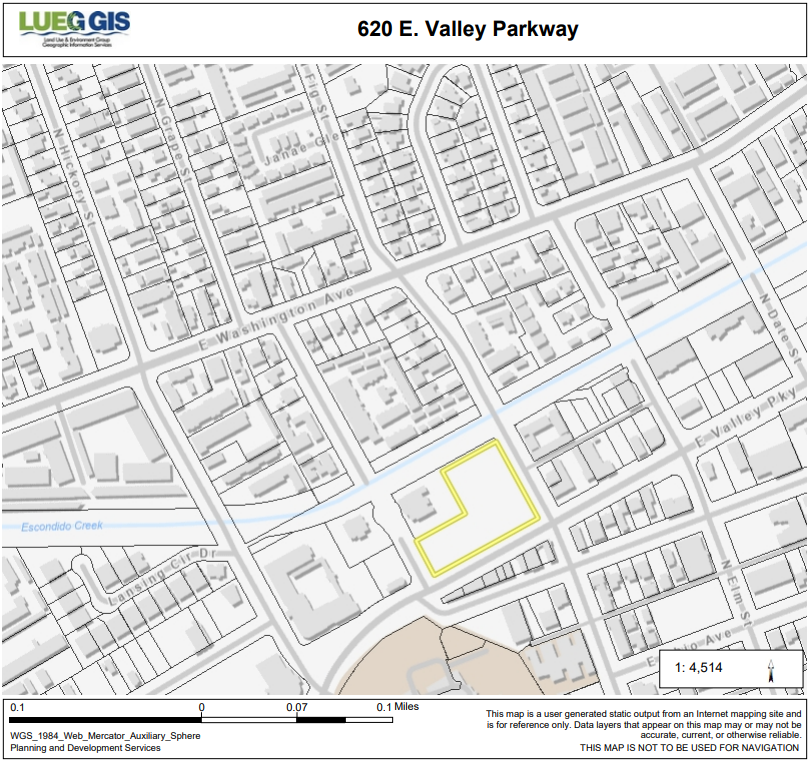 LUEGGIS
Land Use & Environment Group
Geographic Information Services
620 E. Valley Parkway
N Hickory St
N Grape St
Fig St
Janae Glen
E Washington Ave
N Date St
E Valley Pky
Escondido Creek
Lansing Cir Dr
N Elm St
1: 4,514
0.1
0
0.07
0.1 Miles
WGS_1984_Web_Mercator_Auxiliary_Sphere
Planning and Development Services
This map is a user generated static output from an Internet mapping site and
is for reference only. Data layers that appear on this map may or may not be
accurate, current, or otherwise reliable.
THIS MAP IS NOT TO BE USED FOR NAVIGATION